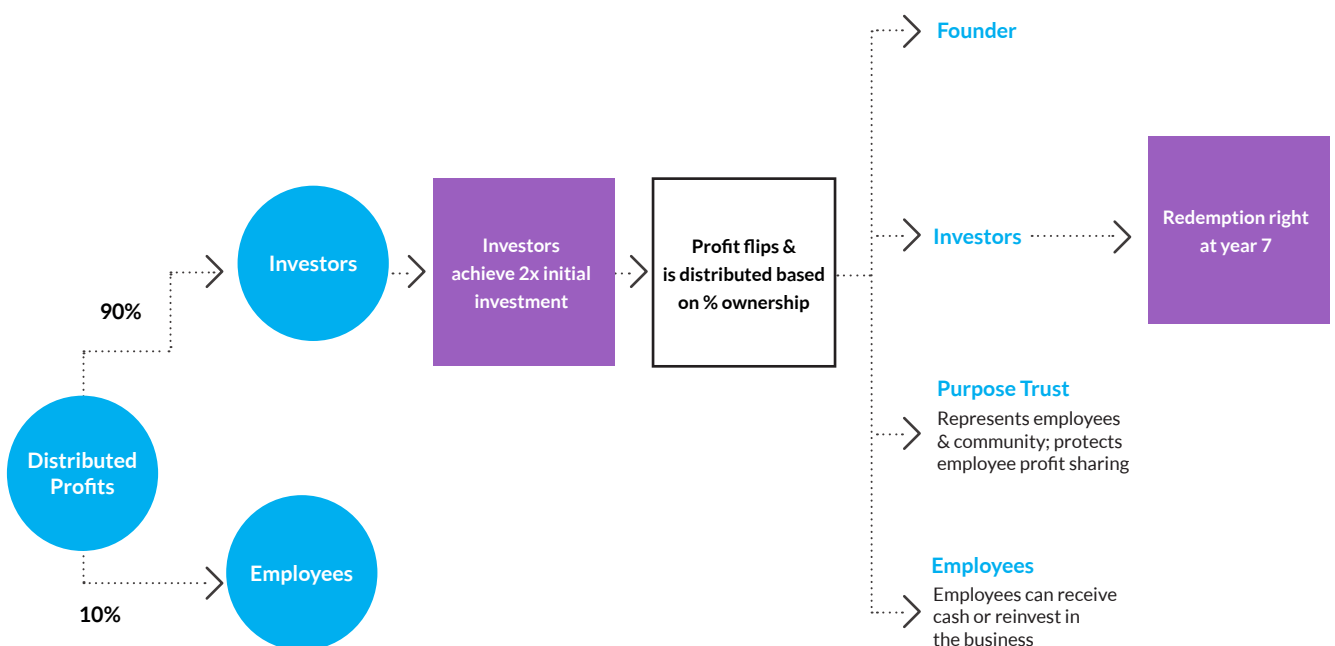 Distributed
Profits
90%
10%
Investors
Employees
Investors
achieve 2x initial
investment
Profit flips &
is distributed based
on % ownership
Founder
Investors
Redemption right
at year 7
Purpose Trust
Represents employees
& community; protects
employee profit sharing
Employees
Employees can receive
cash or reinvest in
the business